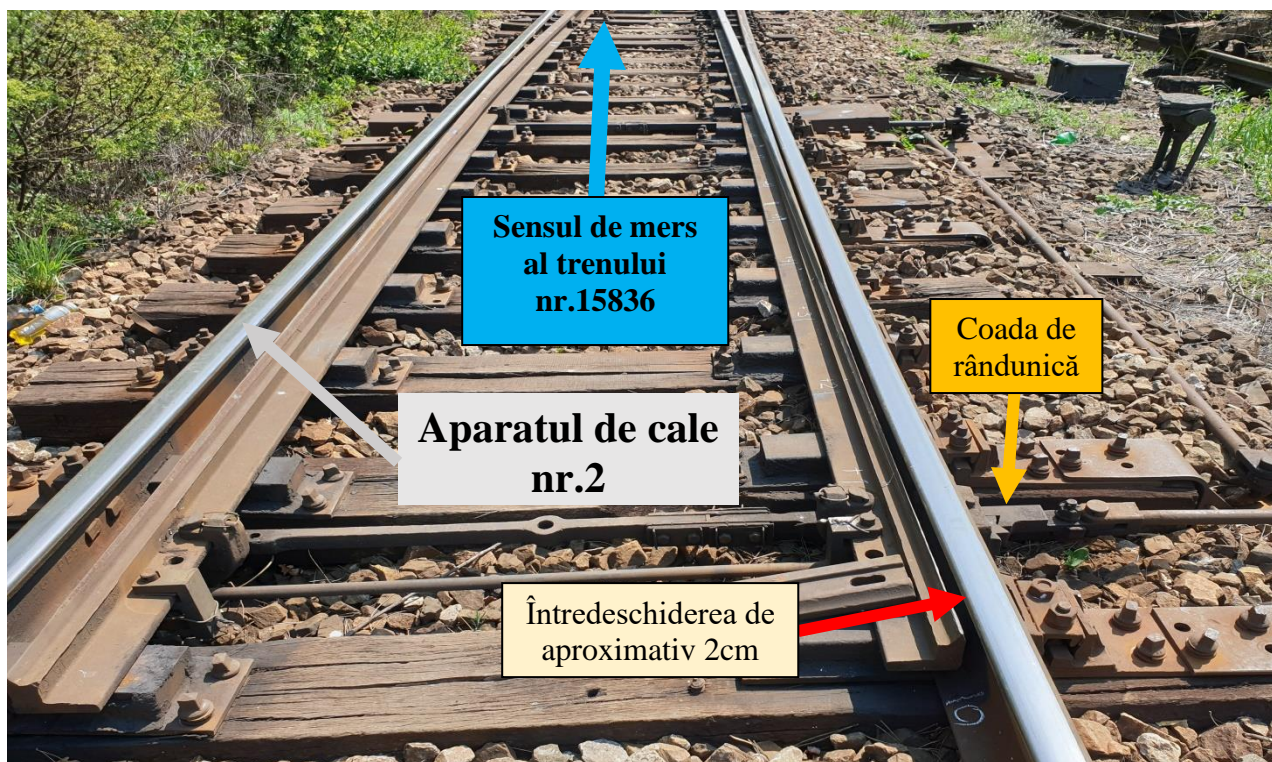 Sensul de mers
al trenului
nr.15836
Coada de
rândunică
Aparatul de cale
nr.2
Întredeschiderea de
aproximativ 2cm